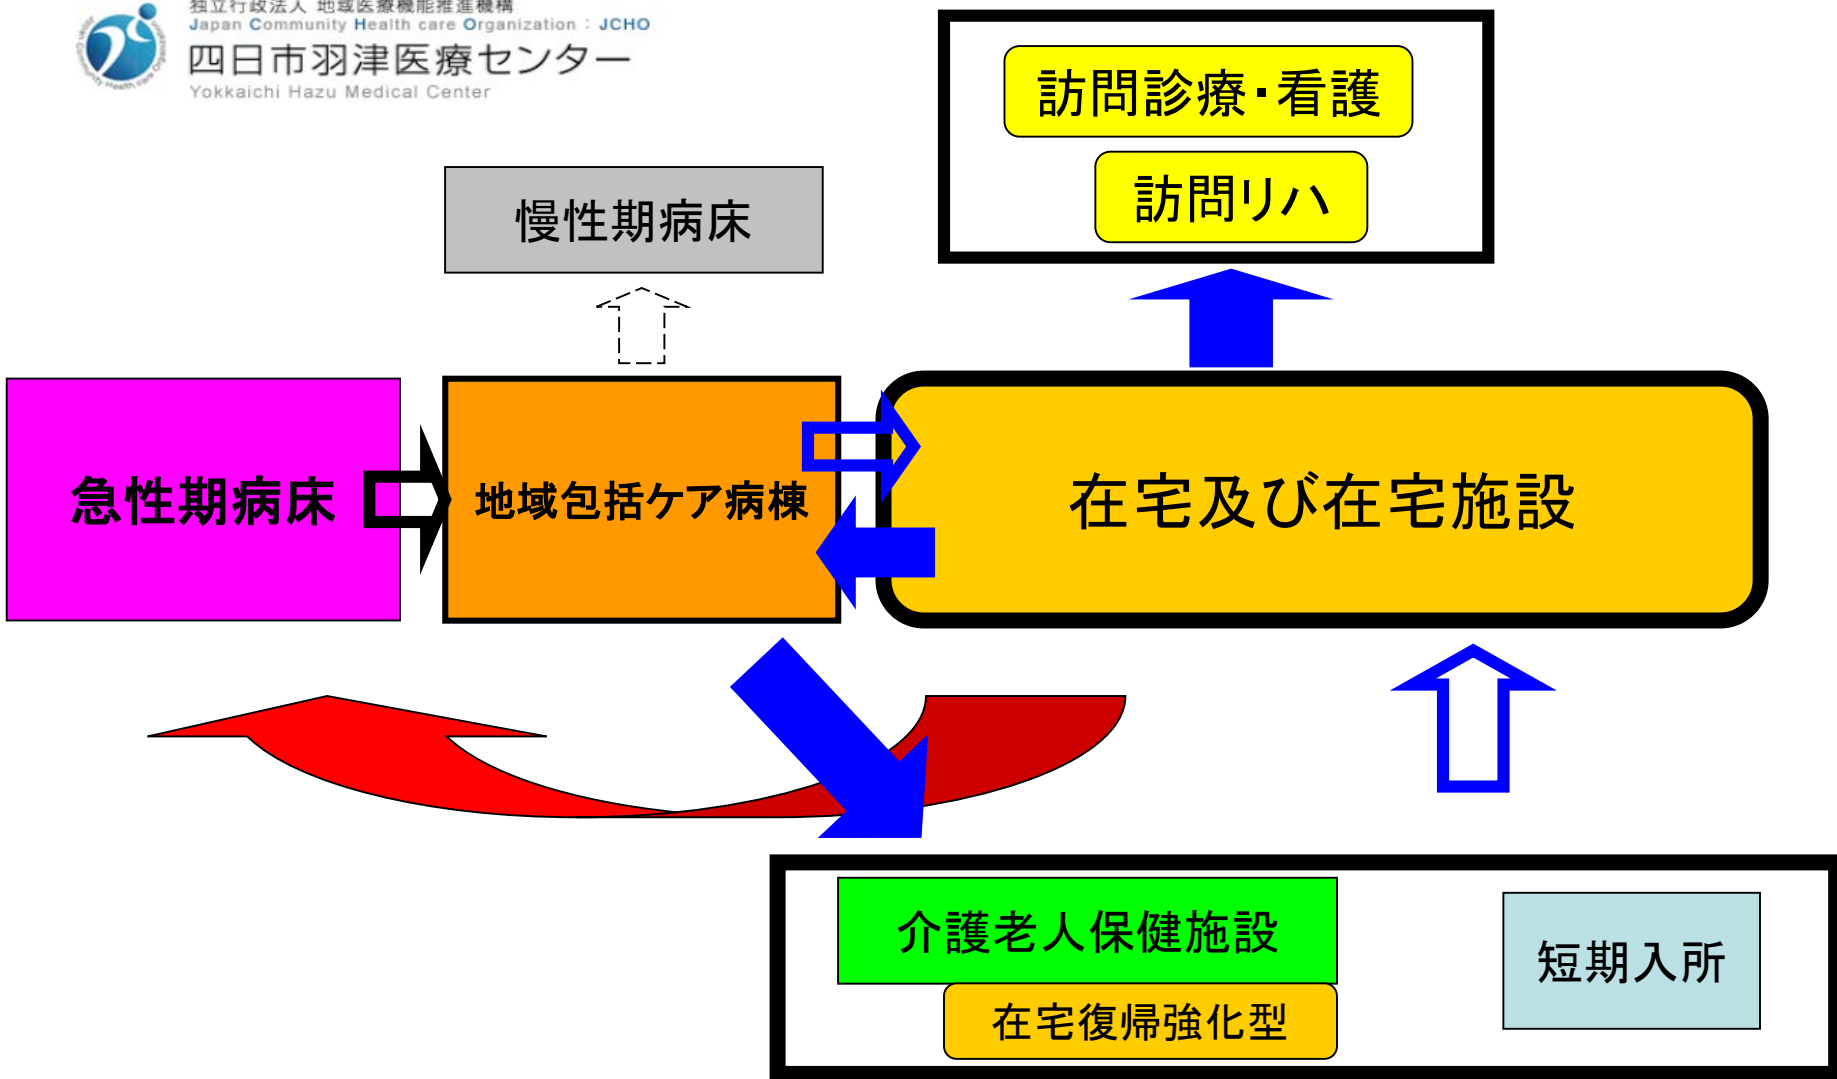 独立行政法人 地域医療機能推進機構
Japan Community Health care Organization : JCHO
四日市羽津医療センター
Yokkaichi Hazu Medical Center
訪問診療・看護
訪問リハ
慢性期病床
急性期病床
地域包括ケア病棟
在宅及び在宅施設
介護老人保健施設
在宅復帰強化型
短期入所